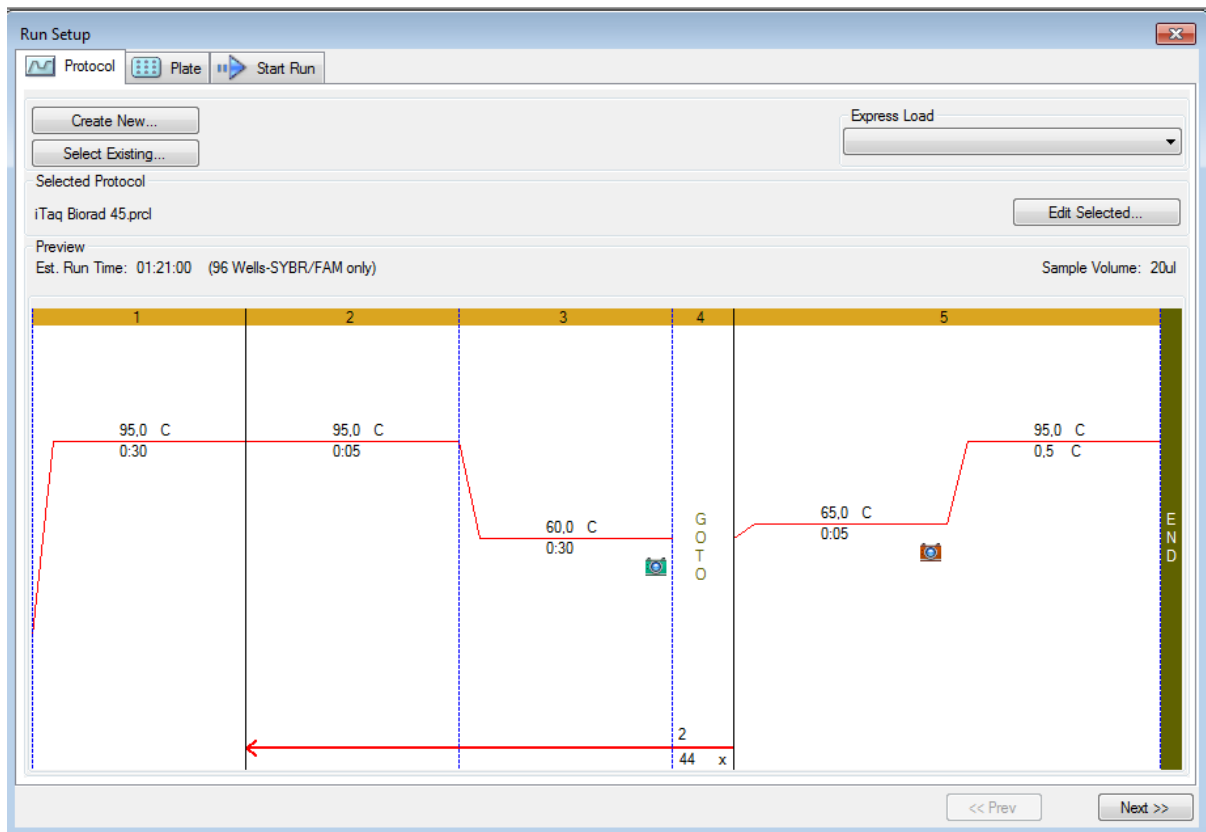 Run Setup
Protocol Plate Start Run
Create New...
Select Existing...
Express Load
Selected Protocol
iTaq Biorad 45.prcl
Edit Selected...
Preview
Est. Run Time: 01:21:00 (96 Wells-SYBR/FAM only)
Sample Volume: 20ul
1 2 3 4 5
95,0 C
0:30
95,0 C
0:05
60,0 C
0:30
GOTO
2
44 x
65,0 C
0:05
95,0 C
0,5 C
END
<< Prev
Next >>